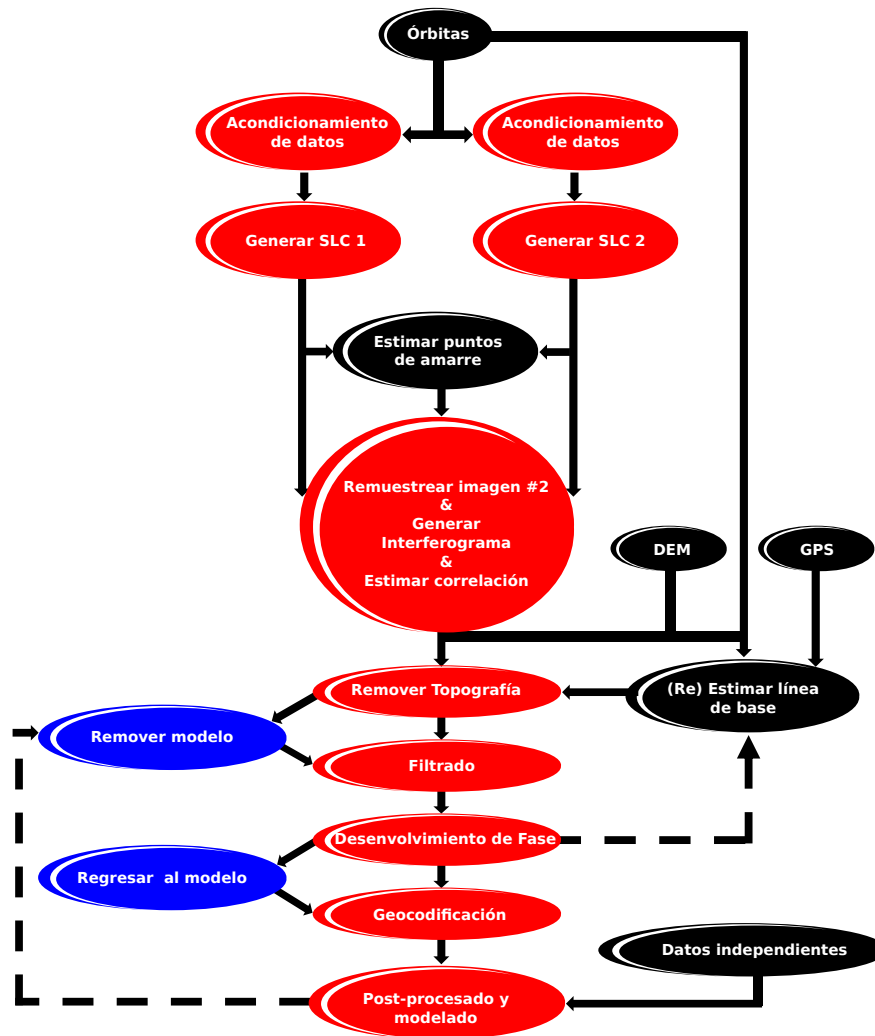 Órbitas
Acondicionamiento
de datos
Acondicionamiento
de datos
Generar SLC 1
Generar SLC 2
Estimar puntos
de amarre
Remuestrear imagen #2
&
Generar
Interferograma
&
Estimar correlación
DEM
GPS
Remover Topografía
(Re) Estimar línea
de base
Remover modelo
Filtrado
Desenvolvimiento de Fase
Regresar al modelo
Geocodificación
Datos independientes
Post-procesado y
modelado